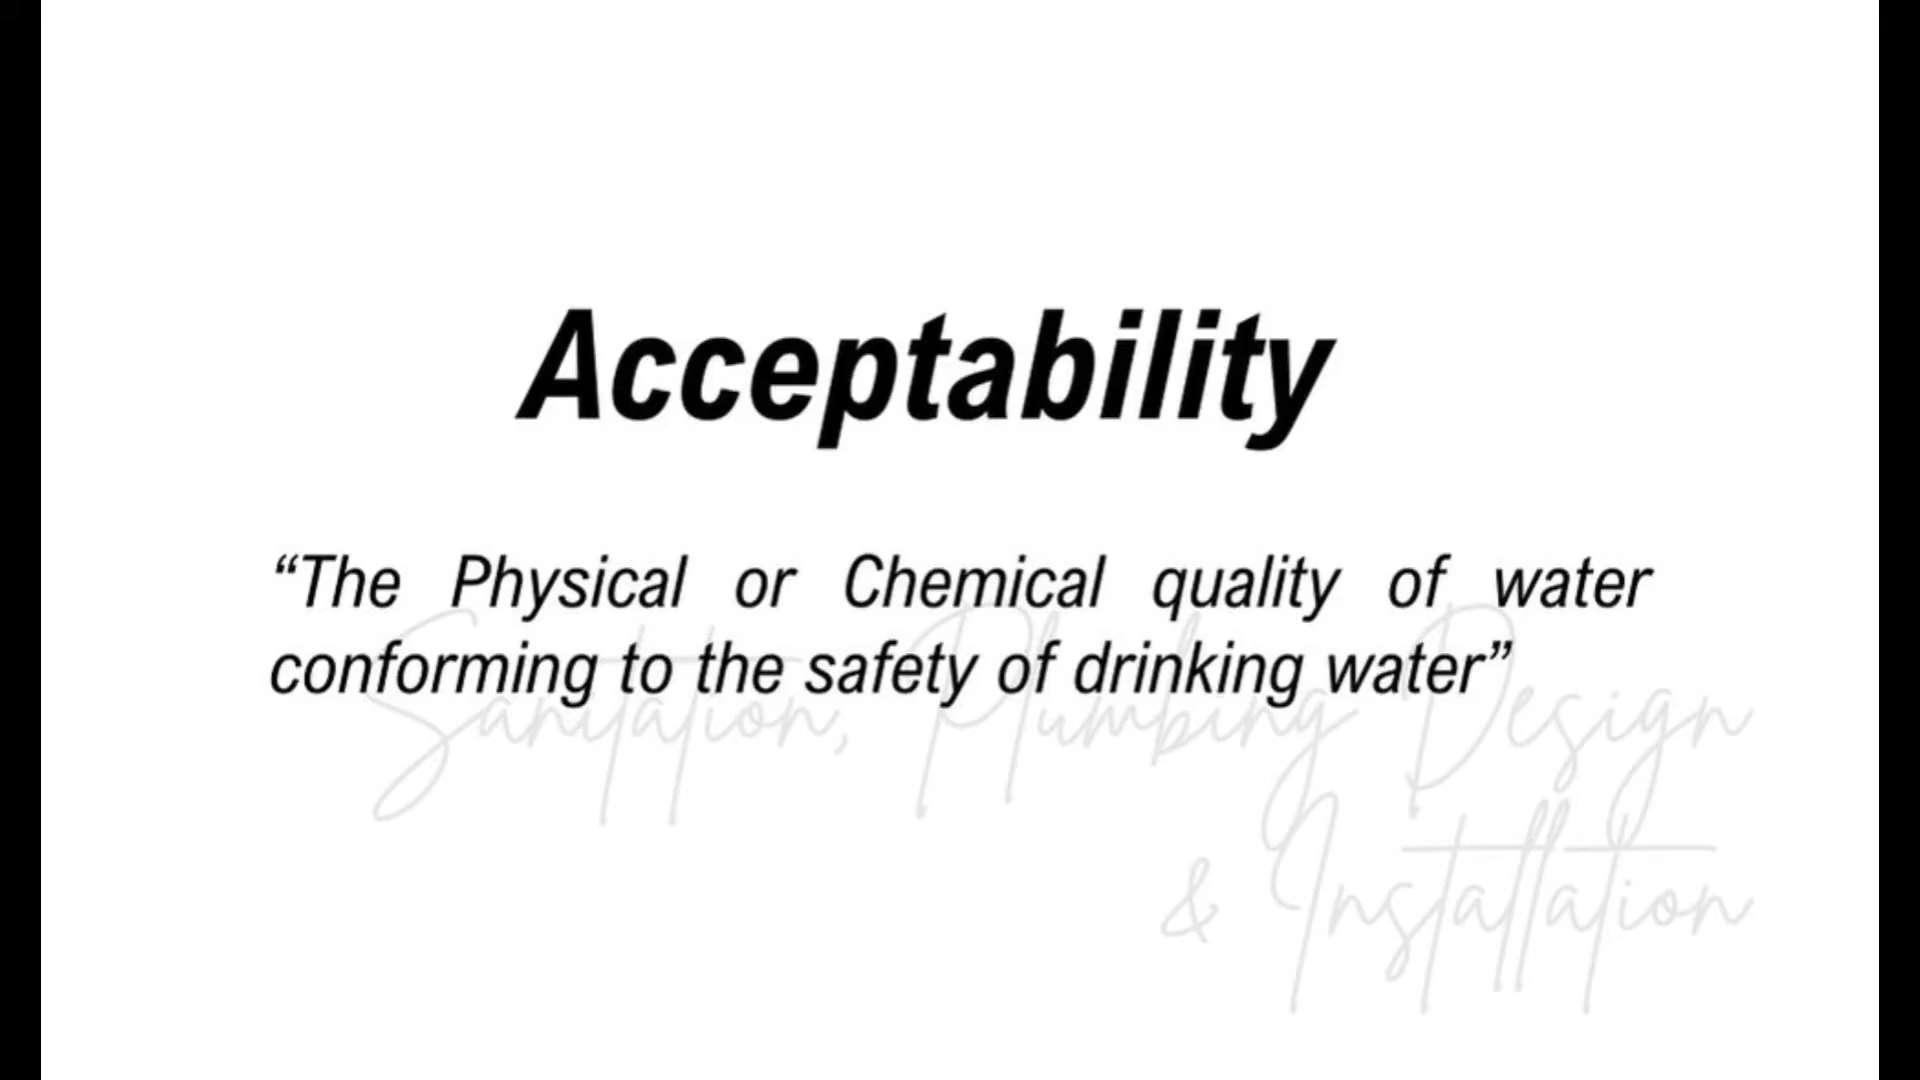 Acceptability
“The Physical or Chemical quality of water
conforming to the safety of drinking water”
Sanitation, Plumbing Design
& Installation